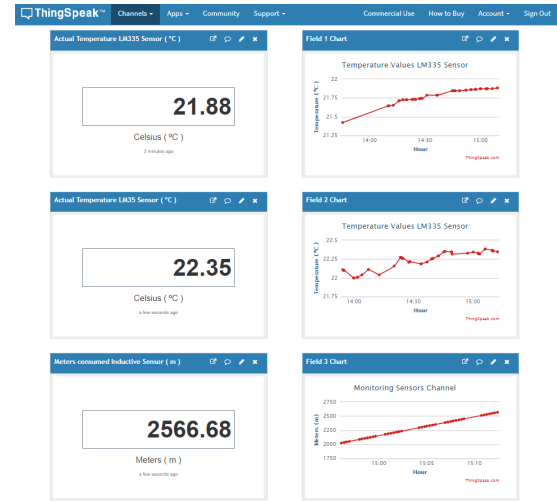 ThingSpeak™ Channels Apps Community Support Commercial Use How to Buy Account Sign Out
Actual Temperature LM335 Sensor ( °C )
21.88
Celsius ( °C )
5 minutes ago
Field 1 Chart
Temperature Values LM335 Sensor
Temperature ( °C )
22
21.75
21.5
21.25
14:00 14:30 15:00
Hour
ThingSpeak.com
Actual Temperature LM35 Sensor ( °C )
22.35
Celsius ( °C )
a few seconds ago
Field 2 Chart
Temperature Values LM335 Sensor
Temperature ( °C )
22.5
22.25
22
21.75
14:00 14:30 15:00
Hour
ThingSpeak.com
Meters consumed Inductive Sensor ( m )
2566.68
Meters ( m )
a few seconds ago
Field 3 Chart
Monitoring Sensors Channel
Meters (m)
2750
2500
2250
2000
1750
15:00 15:05 15:10
Hour
ThingSpeak.com